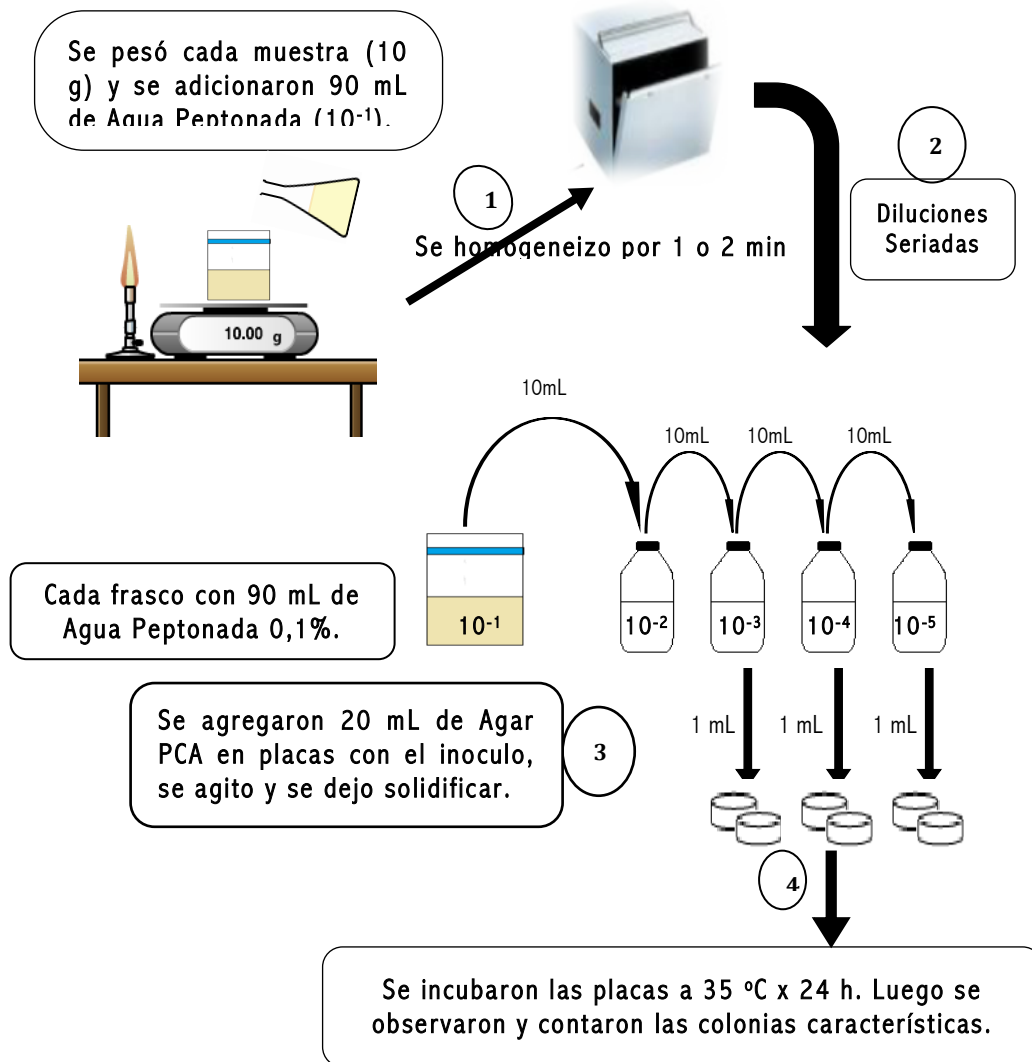 Se pesó cada muestra (10
g) y se adicionaron 90 mL
de Agua Peptonada (10⁻¹).
1
Se homogeneizo por 1 o 2 min
2
Diluciones
Seriadas
10.00 g
10mL
10mL
10mL
10mL
Cada frasco con 90 mL de
Agua Peptonada 0,1%.
10⁻¹
10⁻²
10⁻³
10⁻⁴
10⁻⁵
Se agregaron 20 mL de Agar
PCA en placas con el inoculo,
se agito y se dejo solidificar.
3
1 mL
1 mL
1 mL
4
Se incubaron las placas a 35 ºC x 24 h. Luego se
observaron y contaron las colonias características.